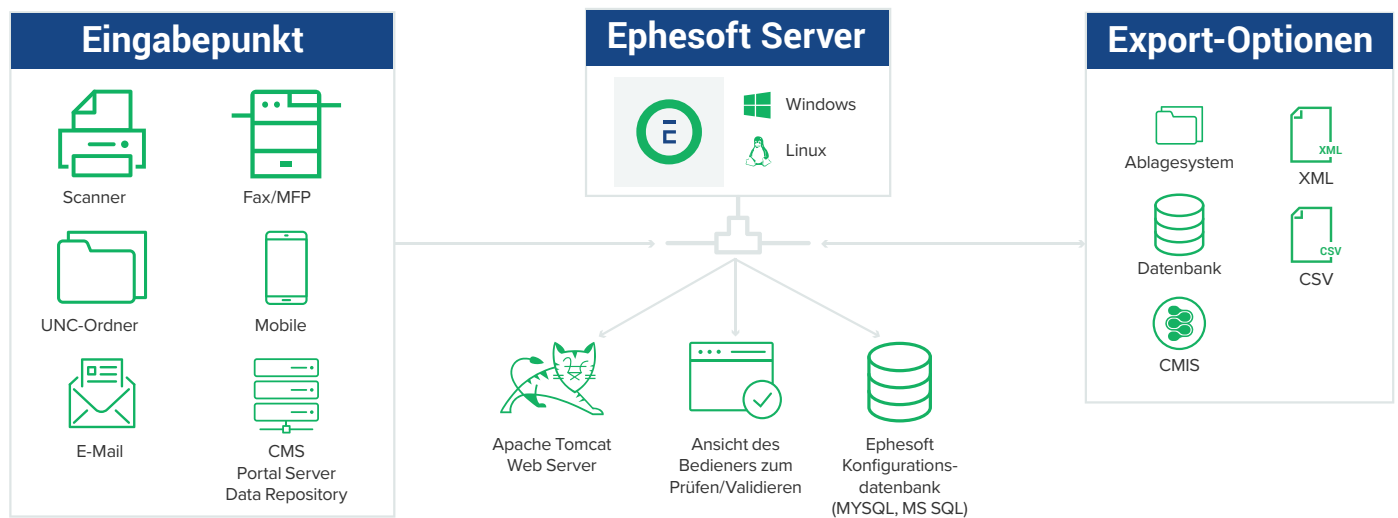 Eingabepunkt
Scanner
Fax/MFP
UNC-Ordner
Mobile
E-Mail
CMS
Portal Server
Data Repository
Ephesoft Server
E
Windows
Linux
Apache Tomcat
Web Server
Ansicht des
Bedieners zum
Prüfen/Validieren
Ephesoft
Konfigurations-
datenbank
(MYSQL, MS SQL)
Export-Optionen
Ablagesystem
XML
XML
Datenbank
CSV
CSV
CMIS